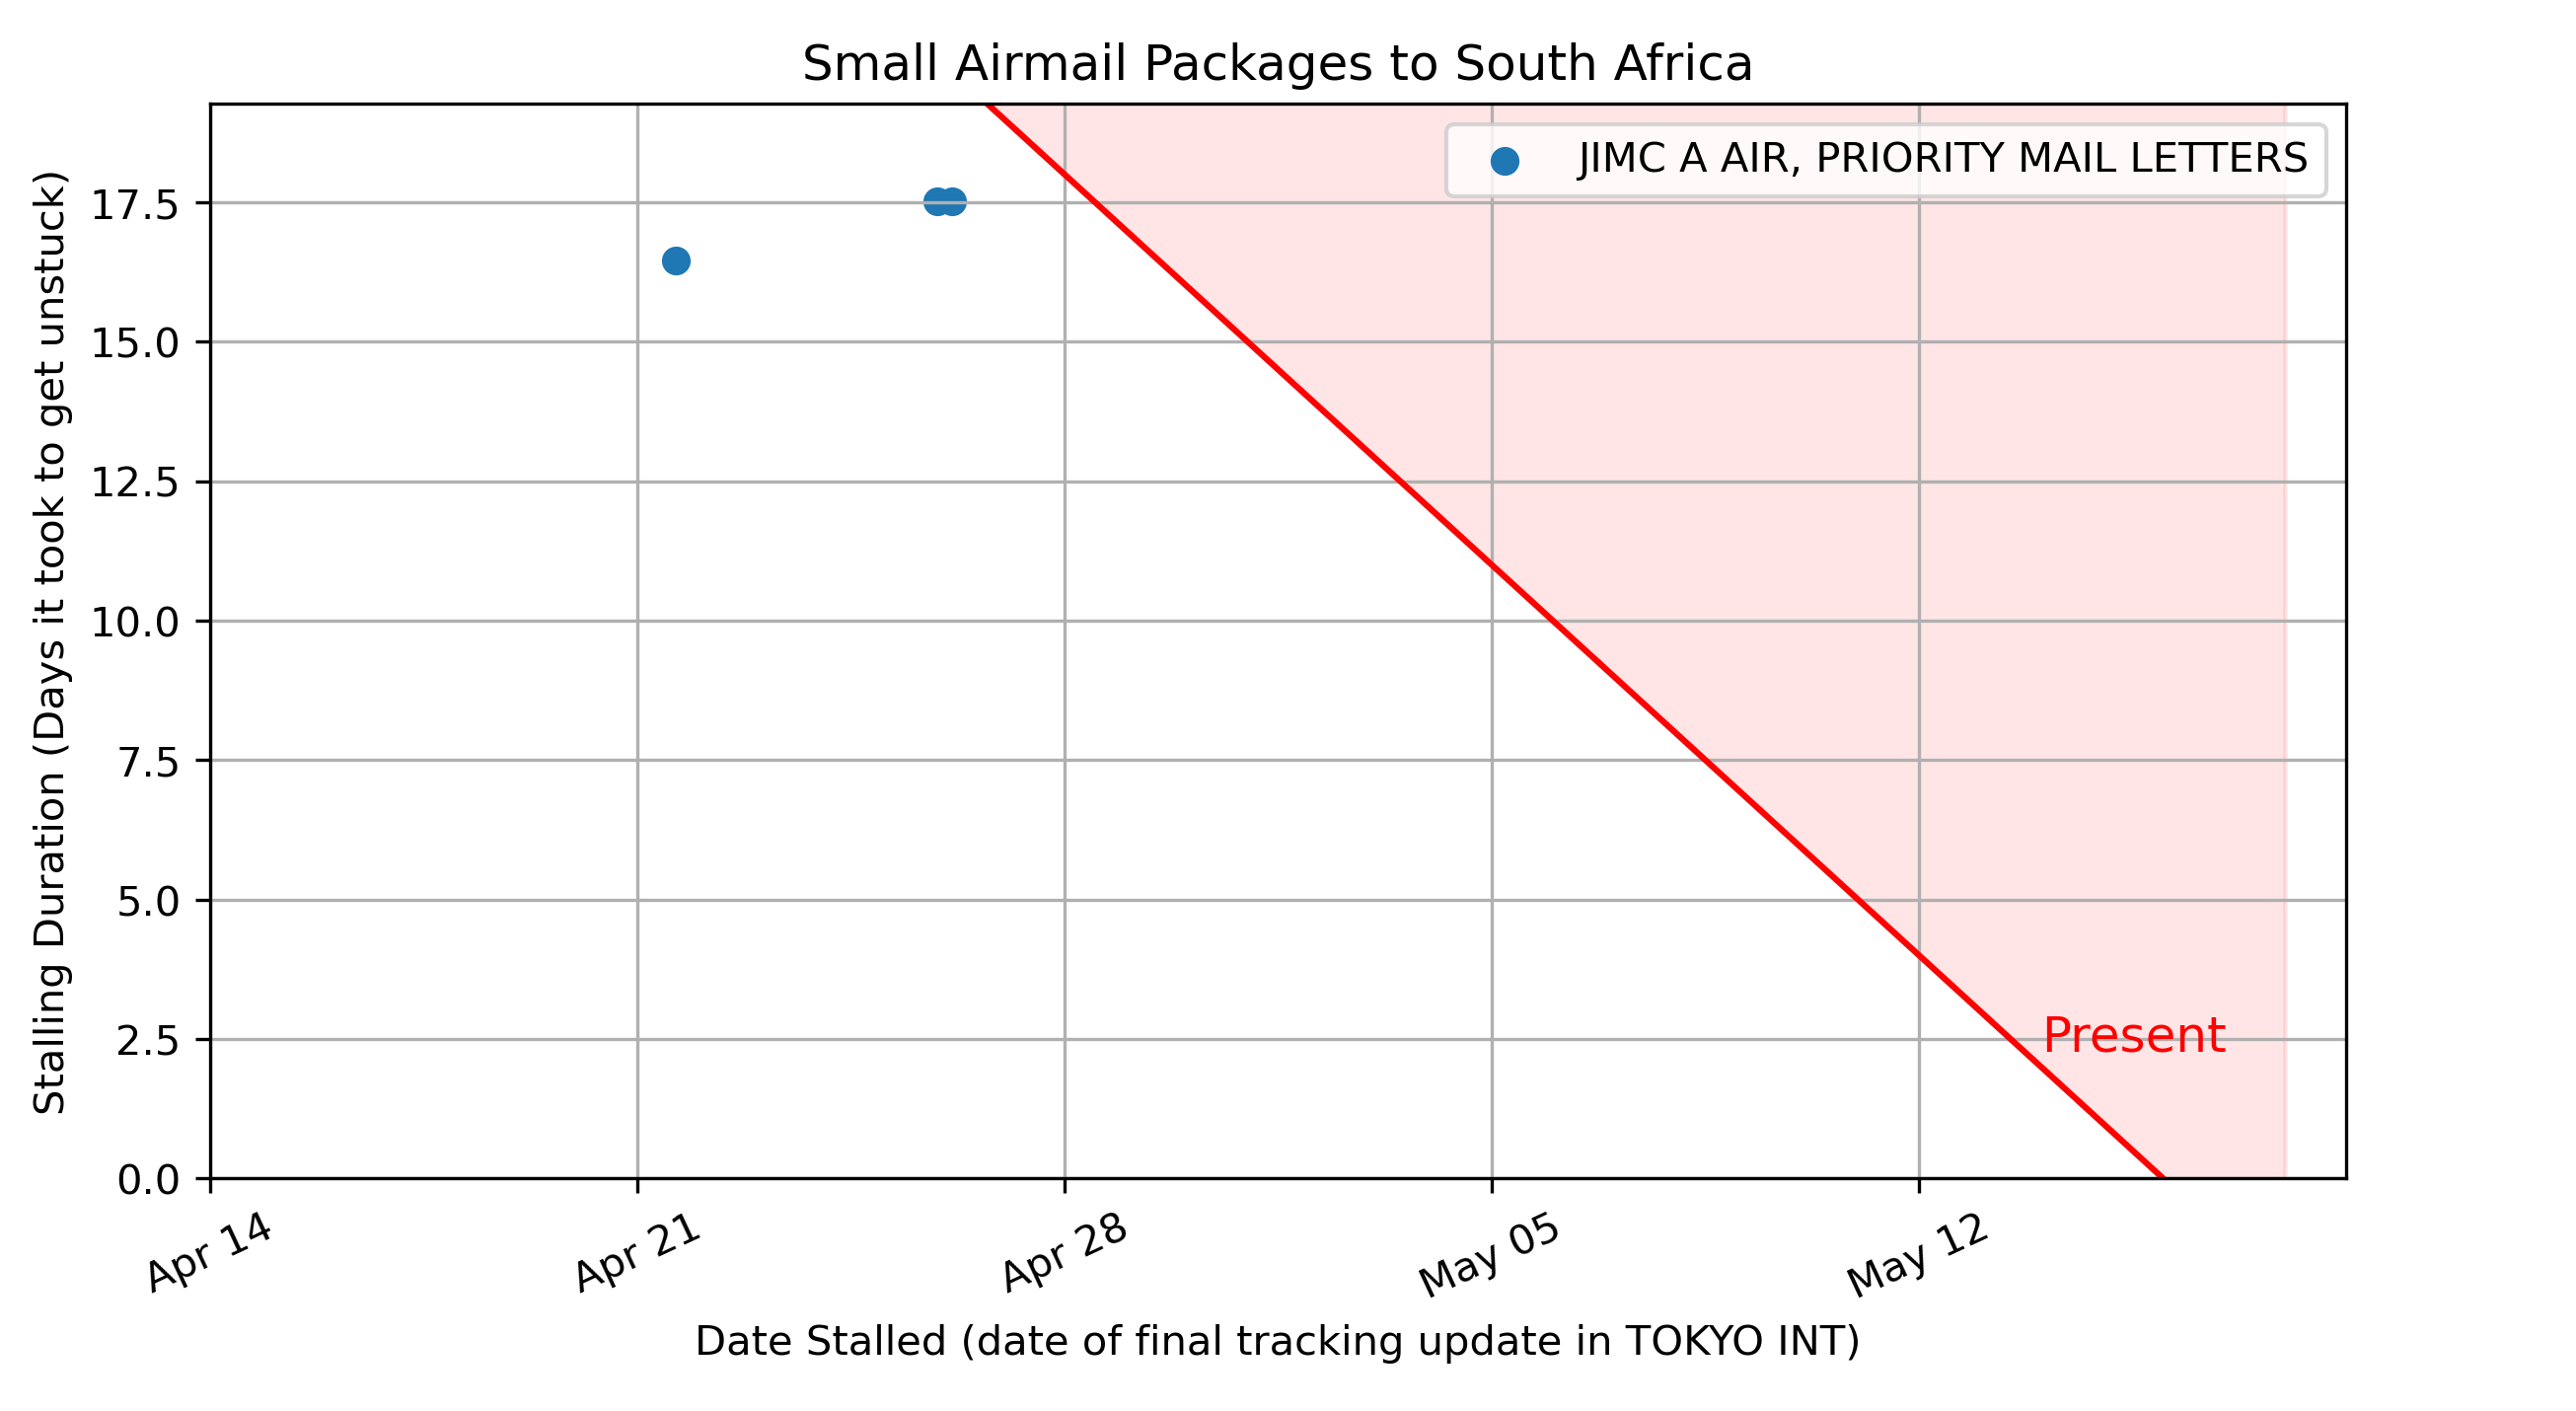 Small Airmail Packages to South Africa
JIMC A AIR, PRIORITY MAIL LETTERS
Stalling Duration (Days it took to get unstuck)
17.5
15.0
12.5
10.0
7.5
5.0
2.5
0.0
Present
Apr 14
Apr 21
Apr 28
May 05
May 12
Date Stalled (date of final tracking update in TOKYO INT)